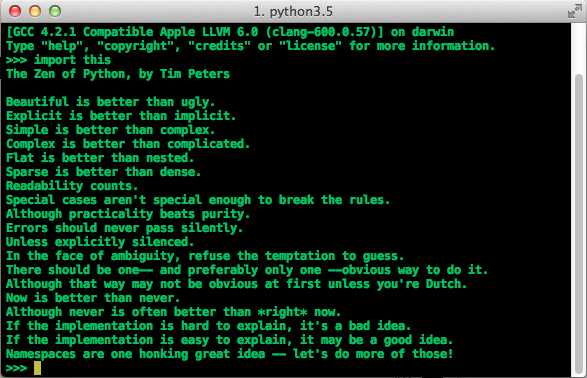 1. python3.5
[GCC 4.2.1 Compatible Apple LLVM 6.0 (clang-600.0.57)] on darwin
Type "help", "copyright", "credits" or "license" for more information.
>>> import this
The Zen of Python, by Tim Peters

Beautiful is better than ugly.
Explicit is better than implicit.
Simple is better than complex.
Complex is better than complicated.
Flat is better than nested.
Sparse is better than dense.
Readability counts.
Special cases aren't special enough to break the rules.
Although practicality beats purity.
Errors should never pass silently.
Unless explicitly silenced.
In the face of ambiguity, refuse the temptation to guess.
There should be one-- and preferably only one --obvious way to do it.
Although that way may not be obvious at first unless you're Dutch.
Now is better than never.
Although never is often better than *right* now.
If the implementation is hard to explain, it's a bad idea.
If the implementation is easy to explain, it may be a good idea.
Namespaces are one honking great idea -- let's do more of those!
>>>